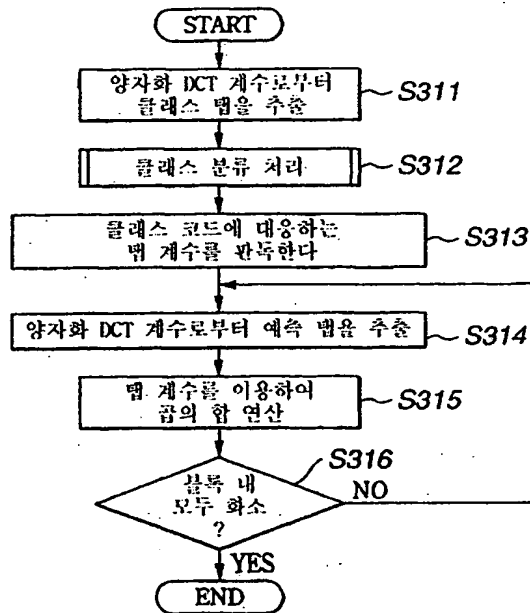 START
양자화 DCT 계수로부터
클래스 탭을 추출
S311
클래스 분류 처리
S312
클래스 코드에 대응하는
탭 계수를 판독한다
S313
양자화 DCT 계수로부터 예측 탭을 추출
S314
탭 계수를 이용하여
곱의 합 연산
S315
S316
블록 내
모두 화소
?
NO
YES
END